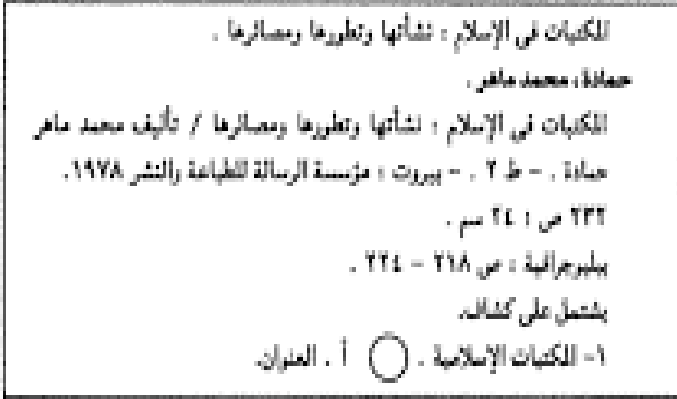 المكتبات في الإسلام : نشأتها وتطورها ومصائرها .
حمادة، محمد ماهر .
المكتبات في الإسلام : نشأتها وتطورها ومصائرها / تأليف محمد ماهر
حمادة . - ط ٢ . - بيروت : مؤسسة الرسالة للطباعة والنشر ١٩٧٨.
٢٣٢ ص ؛ ٢٤ سم .
ببليوجرافية : ص ٢١٨ - ٢٢٤ .
يشتمل على كشاف.
١- المكتبات الإسلامية . أ . العنوان.